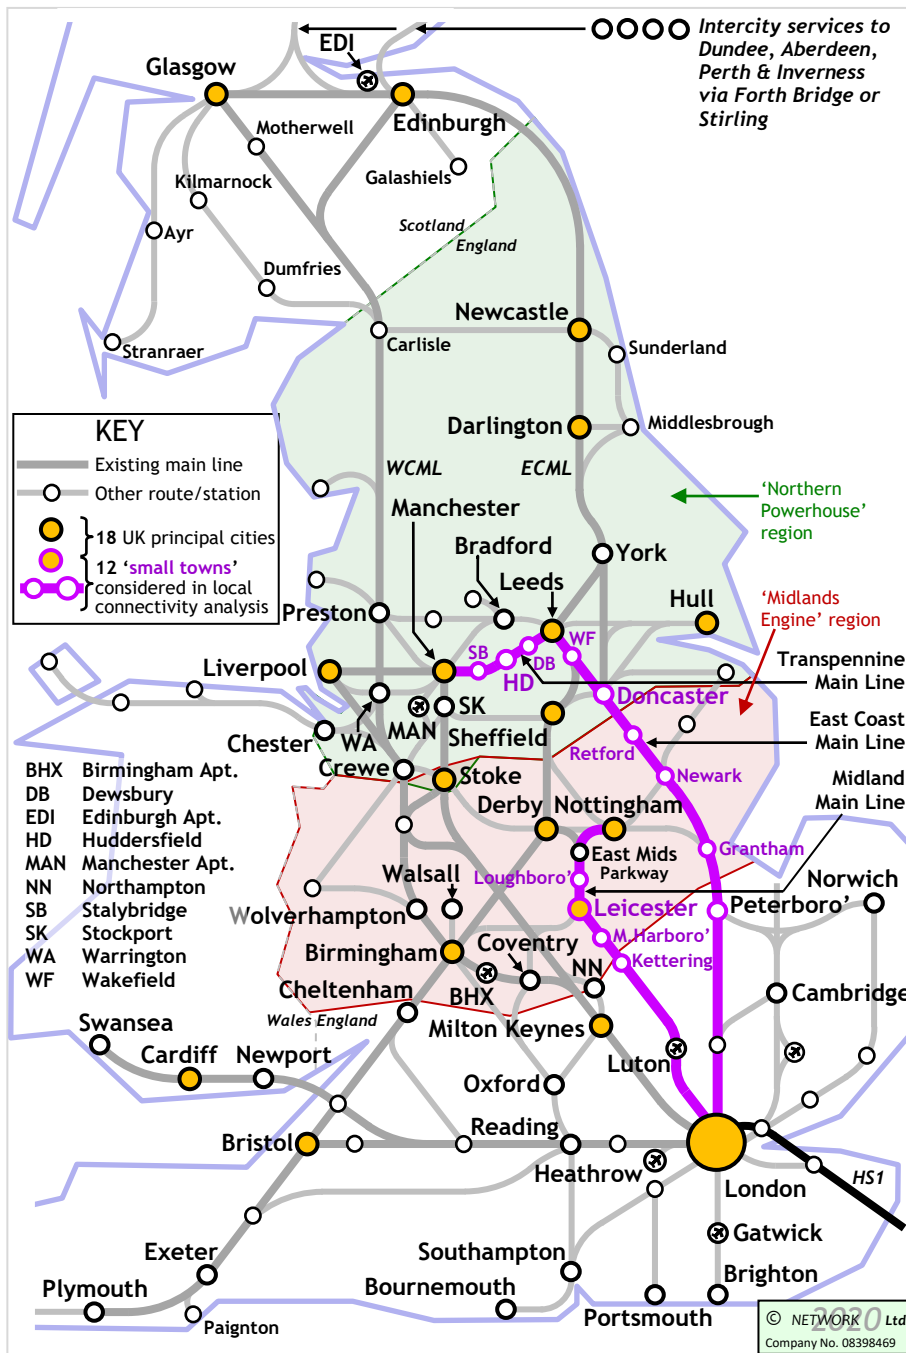 Intercity services to
Dundee, Aberdeen,
Perth & Inverness
via Forth Bridge or
Stirling
EDI
Glasgow
Edinburgh
Motherwell
Galashiels
Kilmarnock
Scotland
England
Ayr
Dumfries
Newcastle
Carlisle
Sunderland
Stranraer
Darlington
Middlesbrough
KEY
Existing main line
Other route/station
18 UK principal cities
12 ‘small towns’
considered in local
connectivity analysis
WCML
ECML
‘Northern
Powerhouse’
region
Manchester
Bradford
York
Leeds
Hull
‘Midlands
Engine’ region
Preston
SB
DB
WF
HD
Liverpool
Transpennine
Main Line
Doncaster
WA
MAN
SK
Sheffield
East Coast
Main Line
Retford
Chester
Crewe
Stoke
Newark
Midland
Main Line
BHX Birmingham Apt.
DB Dewsbury
EDI Edinburgh Apt.
HD Huddersfield
MAN Manchester Apt.
NN Northampton
SB Stalybridge
SK Stockport
WA Warrington
WF Wakefield
Derby
Nottingham
East Mids
Parkway
Grantham
Walsall
Loughboro’
Norwich
Wolverhampton
Leicester
Peterboro’
Birmingham
Coventry
M.Harboro’
Kettering
BHX
NN
Cheltenham
Cambridge
Wales England
Milton Keynes
Swansea
Cardiff
Newport
Luton
Oxford
Bristol
Reading
Heathrow
London
HS1
Gatwick
Exeter
Southampton
Plymouth
Bournemouth
Brighton
Portsmouth
Paignton
© NETWORK 2020 Ltd
Company No. 08398469